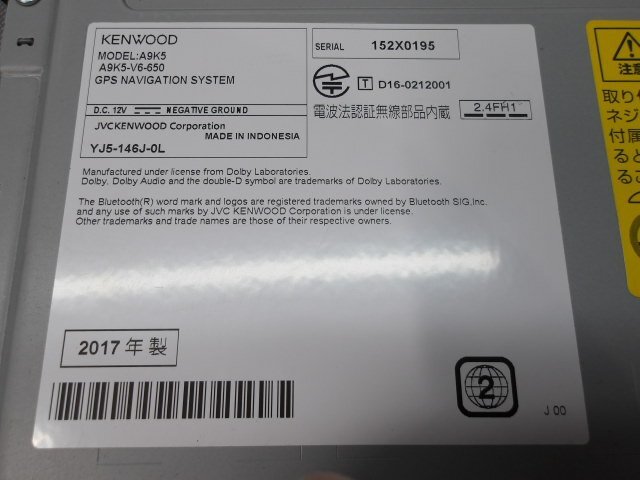 KENWOOD
MODEL:A9K5
A9K5-V6-650
GPS NAVIGATION SYSTEM
D.C. 12V NEGATIVE GROUND
JVCKENWOOD Corporation
MADE IN INDONESIA
YJ5-146J-0L
SERIAL 152X0195
T D16-0212001
電波法認証無線部品内蔵 2.4FH1
Manufactured under license from Dolby Laboratories.
Dolby, Dolby Audio and the double-D symbol are trademarks of Dolby Laboratories.
The Bluetooth(R) word mark and logos are registered trademarks owned by Bluetooth SIG,Inc.
and any use of such marks by JVC KENWOOD Corporation is under license.
Other trademarks and trade names are those of their respective owners.
2017 年 製
2
J 00
注意
取り付
ネジ
付属
ると
るこ